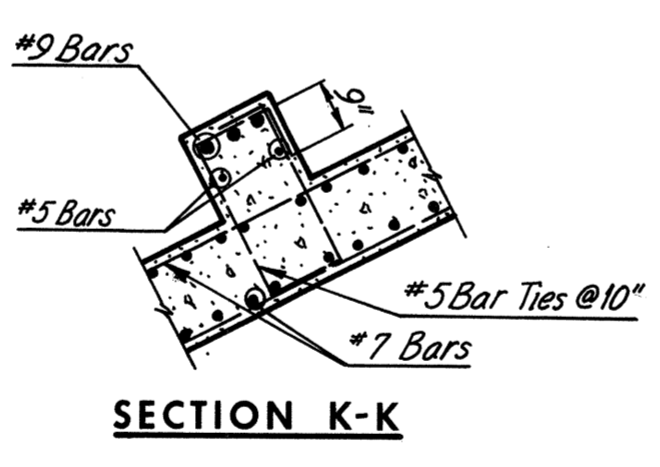 #9 Bars
6"
#5 Bars
#5 Bar Ties @10"
#7 Bars
SECTION K-K